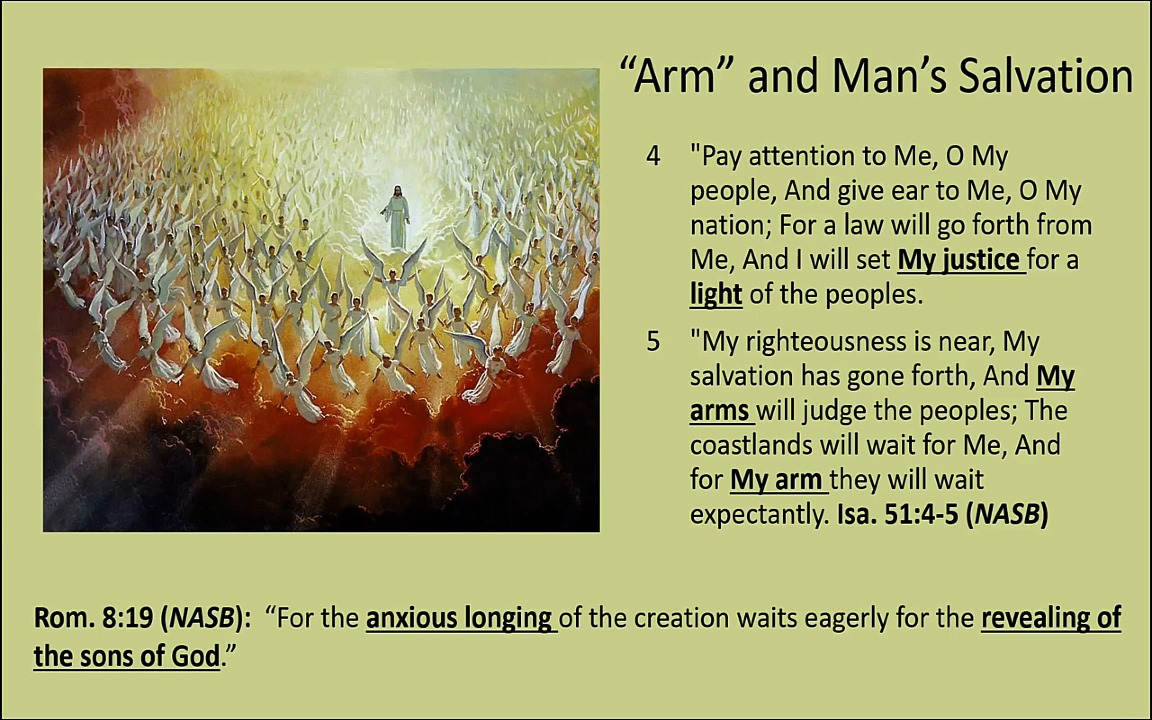 “Arm” and Man’s Salvation
4 "Pay attention to Me, O My
people, And give ear to Me, O My
nation; For a law will go forth from
Me, And I will set My justice for a
light of the peoples.
5 "My righteousness is near, My
salvation has gone forth, And My
arms will judge the peoples; The
coastlands will wait for Me, And
for My arm they will wait
expectantly. Isa. 51:4-5 (NASB)
Rom. 8:19 (NASB): “For the anxious longing of the creation waits eagerly for the revealing of
the sons of God.”